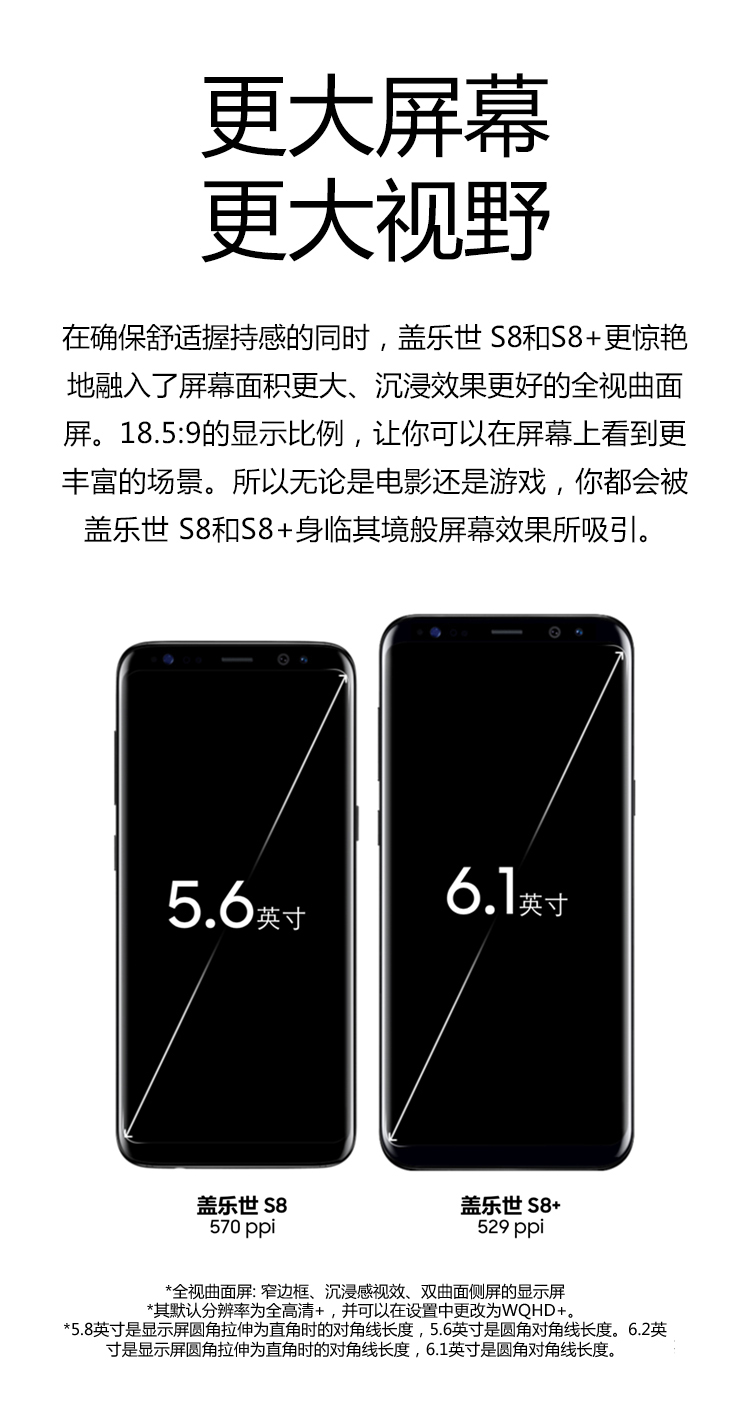 更大屏幕
更大视野
在确保舒适握持感的同时，盖乐世 S8和S8+更惊艳
地融入了屏幕面积更大、沉浸效果更好的全视曲面
屏。18.5:9的显示比例，让你可以在屏幕上看到更
丰富的场景。所以无论是电影还是游戏，你都会被
盖乐世 S8和S8+身临其境般屏幕效果所吸引。
5.6英寸
6.1英寸
盖乐世 S8
570 ppi
盖乐世 S8+
529 ppi
*全视曲面屏: 窄边框、沉浸感视效、双曲面侧屏的显示屏
*其默认分辨率为全高清+，并可以在设置中更改为WQHD+。
*5.8英寸是显示屏圆角拉伸为直角时的对角线长度，5.6英寸是圆角对角线长度。6.2英
寸是显示屏圆角拉伸为直角时的对角线长度，6.1英寸是圆角对角线长度。